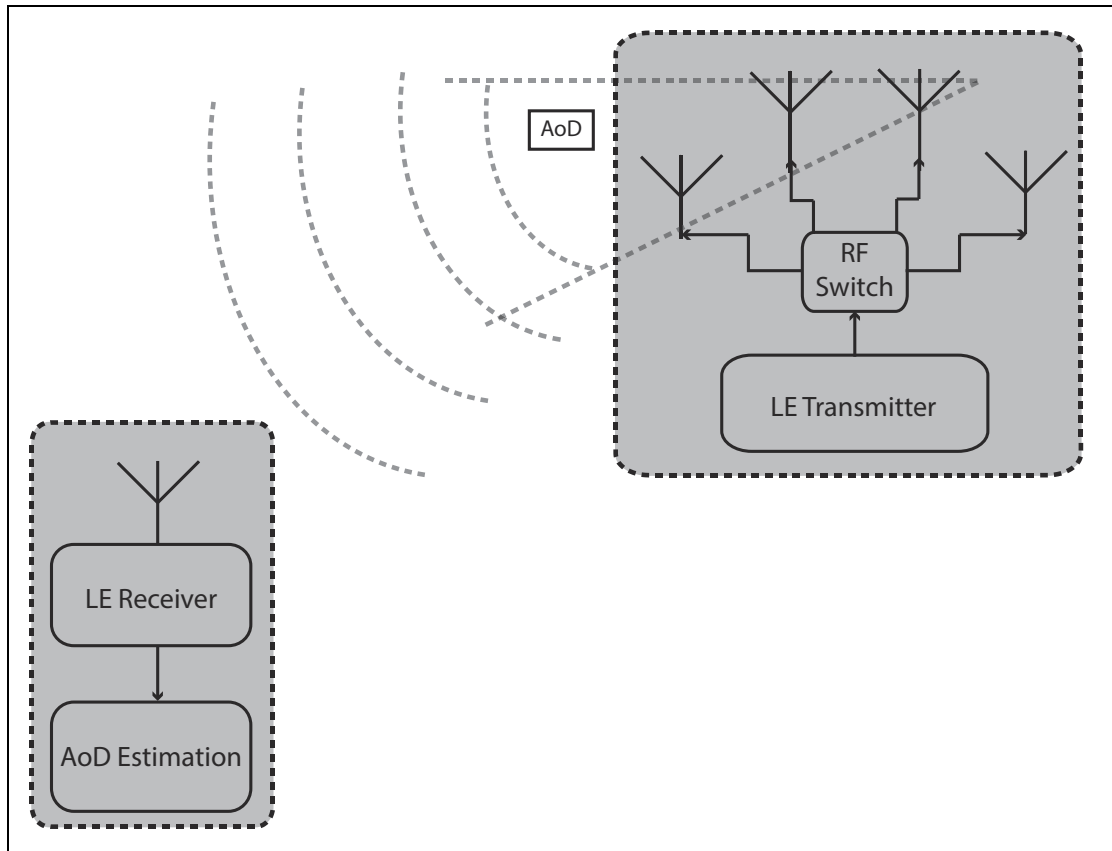 AoD
RF
Switch
LE Transmitter
LE Receiver
AoD Estimation